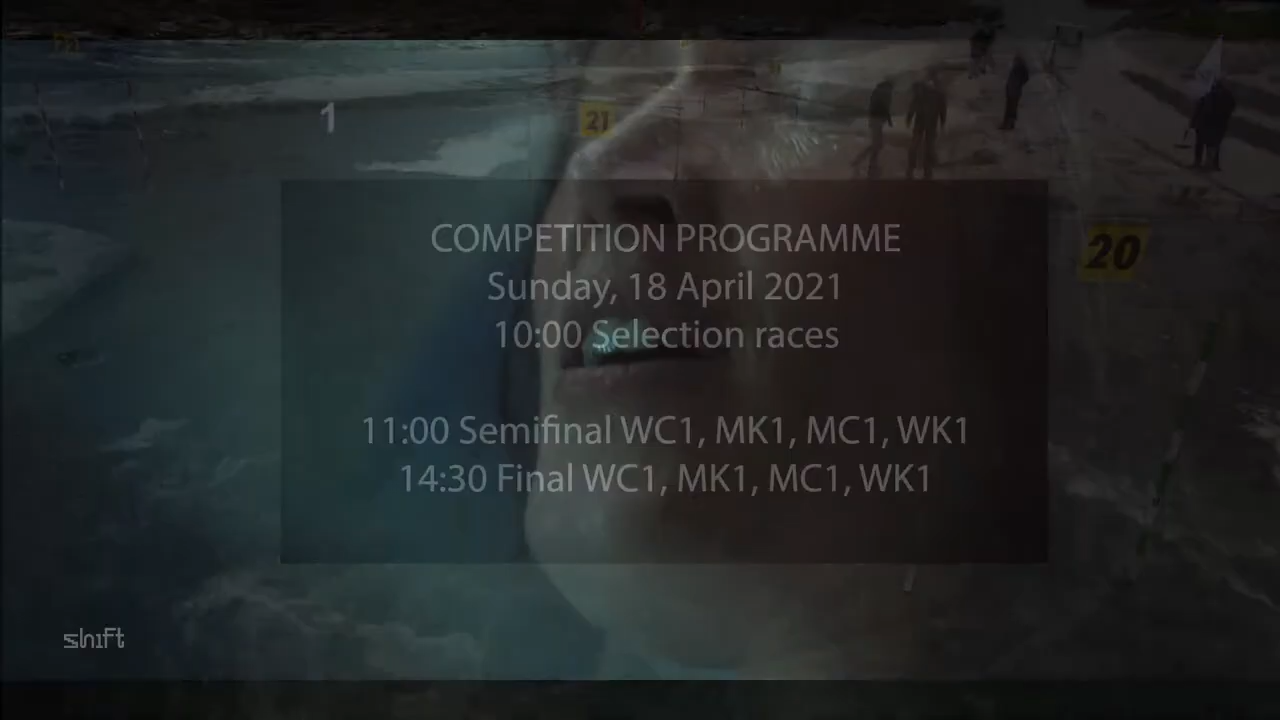 1
21
20
COMPETITION PROGRAMME
Sunday, 18 April 2021
10:00 Selection races
11:00 Semifinal WC1, MK1, MC1, WK1
14:30 Final WC1, MK1, MC1, WK1
shift